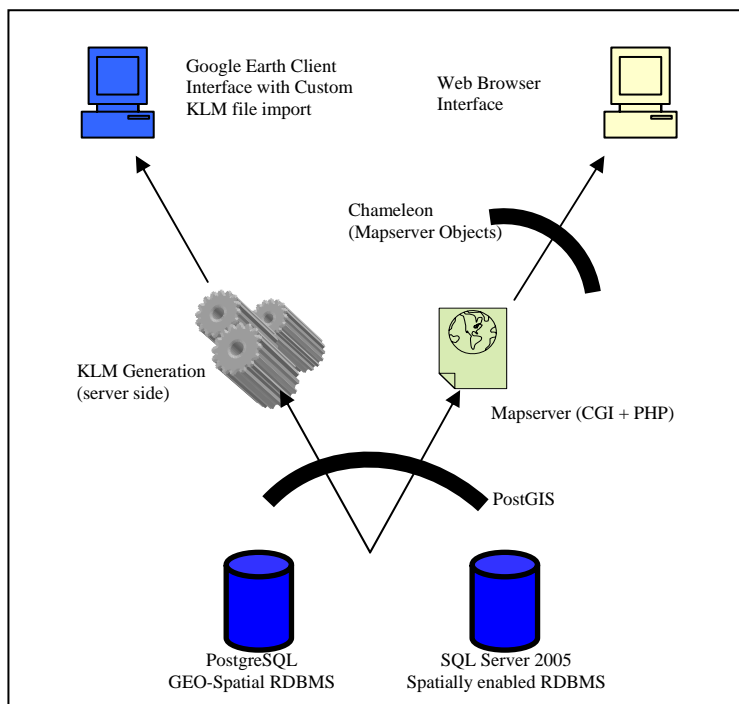 Google Earth Client
Interface with Custom
KLM file import
Web Browser
Interface
Chameleon
(Mapserver Objects)
KLM Generation
(server side)
Mapserver (CGI + PHP)
PostGIS
PostgreSQL
GEO-Spatial RDBMS
SQL Server 2005
Spatially enabled RDBMS